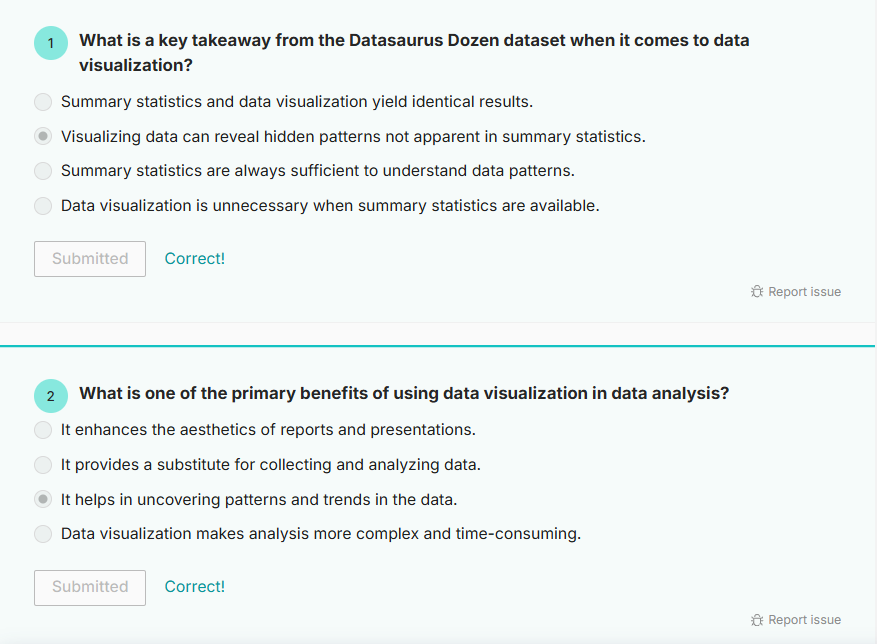 1
What is a key takeaway from the Datasaurus Dozen dataset when it comes to data
visualization?
Summary statistics and data visualization yield identical results.
Visualizing data can reveal hidden patterns not apparent in summary statistics.
Summary statistics are always sufficient to understand data patterns.
Data visualization is unnecessary when summary statistics are available.
Submitted Correct!
Report issue
2
What is one of the primary benefits of using data visualization in data analysis?
It enhances the aesthetics of reports and presentations.
It provides a substitute for collecting and analyzing data.
It helps in uncovering patterns and trends in the data.
Data visualization makes analysis more complex and time-consuming.
Submitted Correct!
Report issue